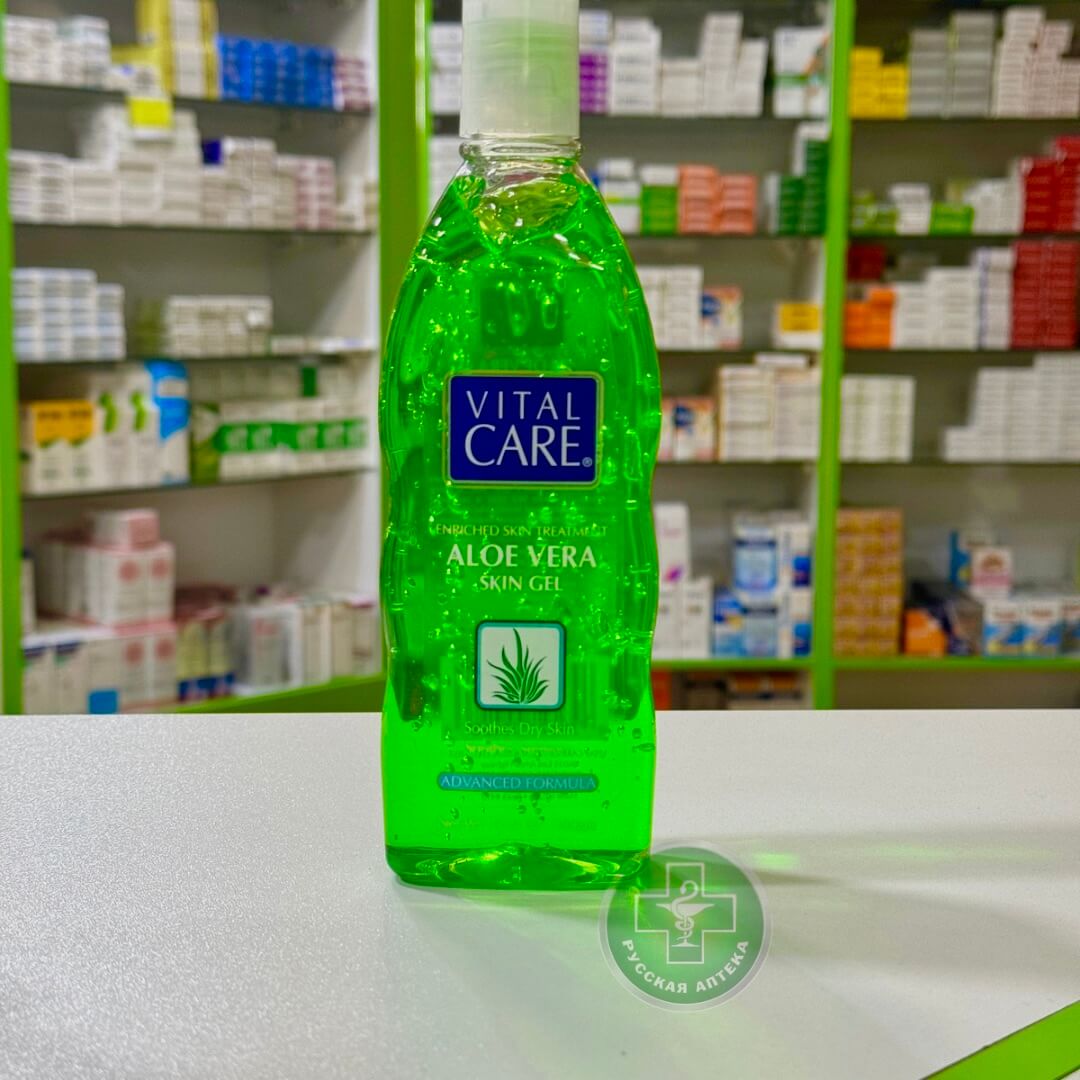 VITAL
CARE®
ENRICHED SKIN TREATMENT
ALOE VERA
SKIN GEL
Soothes Dry Skin
ADVANCED FORMULA
РУССКАЯ АПТЕКА